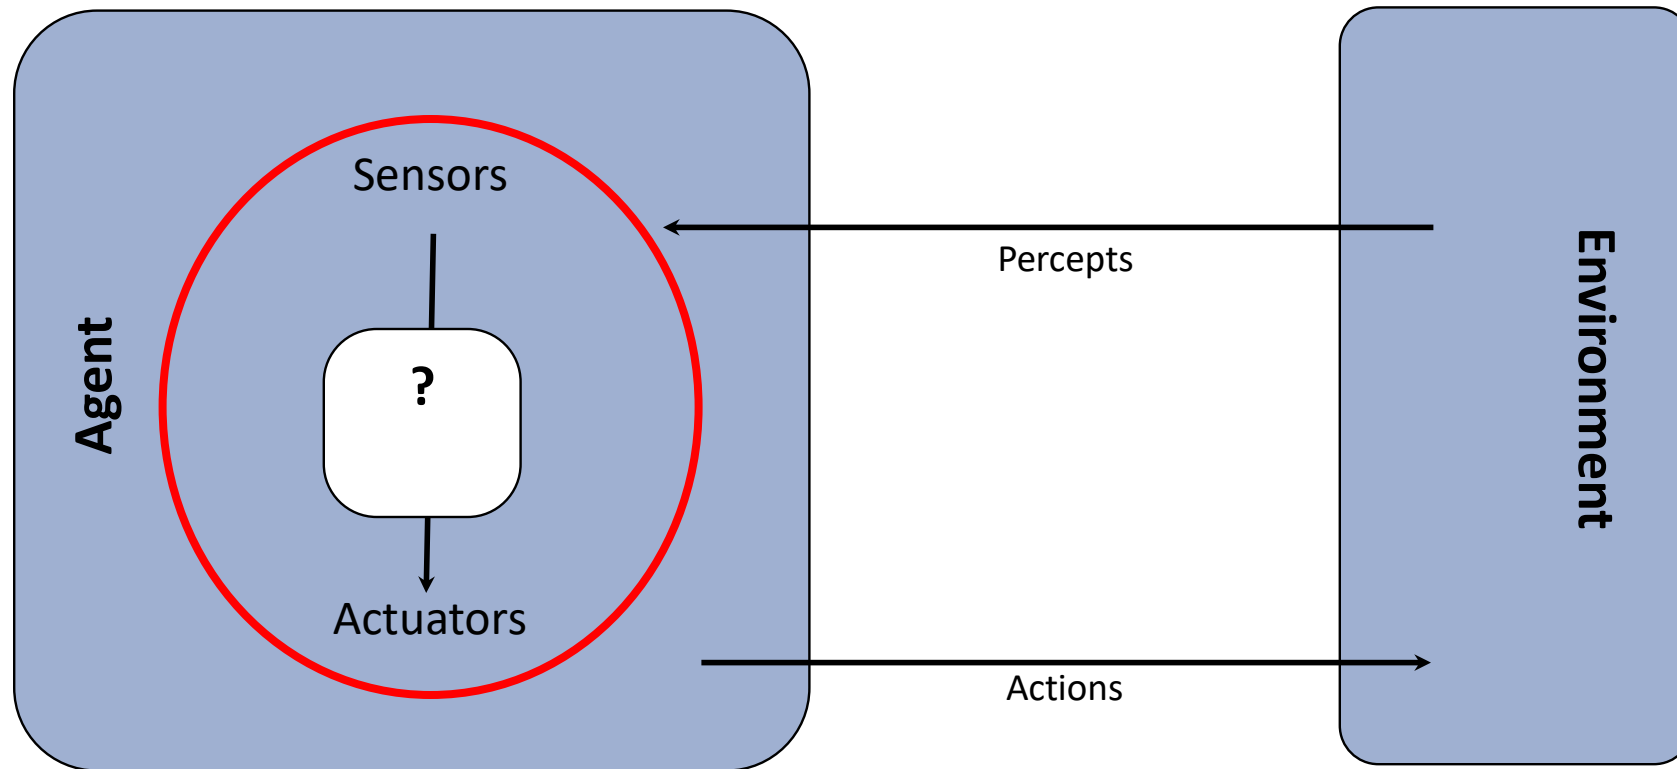 Agent
Sensors
?
Actuators
Percepts
Actions
Environment